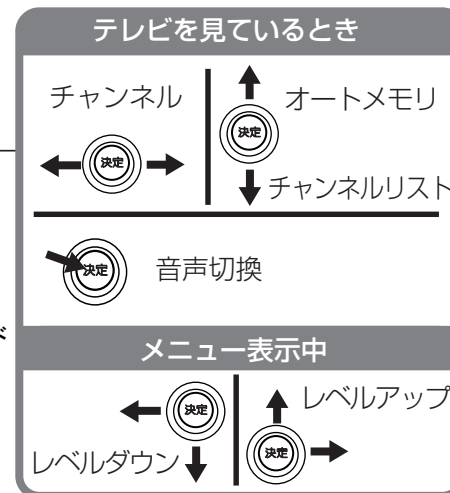 テレビを見ているとき
チャンネル
決定
オートメモリ
決定
チャンネルリスト
決定
音声切換
ド
メニュー表示中
決定
レベルダウン
レベルアップ
決定